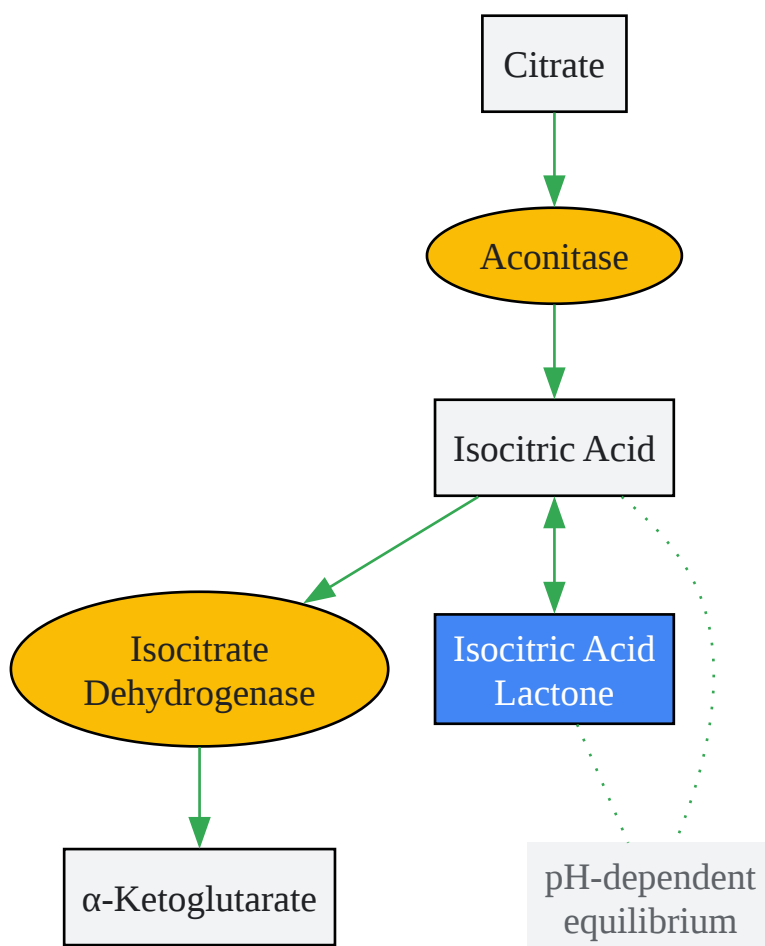 Citrate
Aconitase
Isocitric Acid
Isocitrate
Dehydrogenase
Isocitric Acid
Lactone
α-Ketoglutarate
pH-dependent
equilibrium